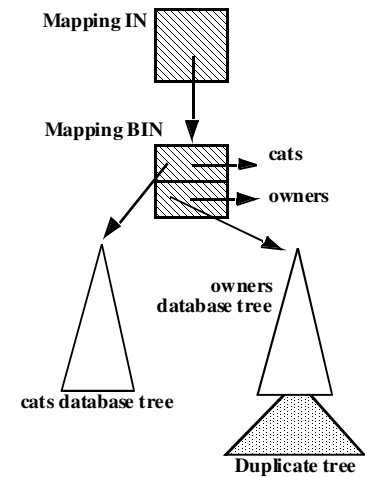 Mapping IN
Mapping BIN
cats
owners
owners
database tree
cats database tree
Duplicate tree